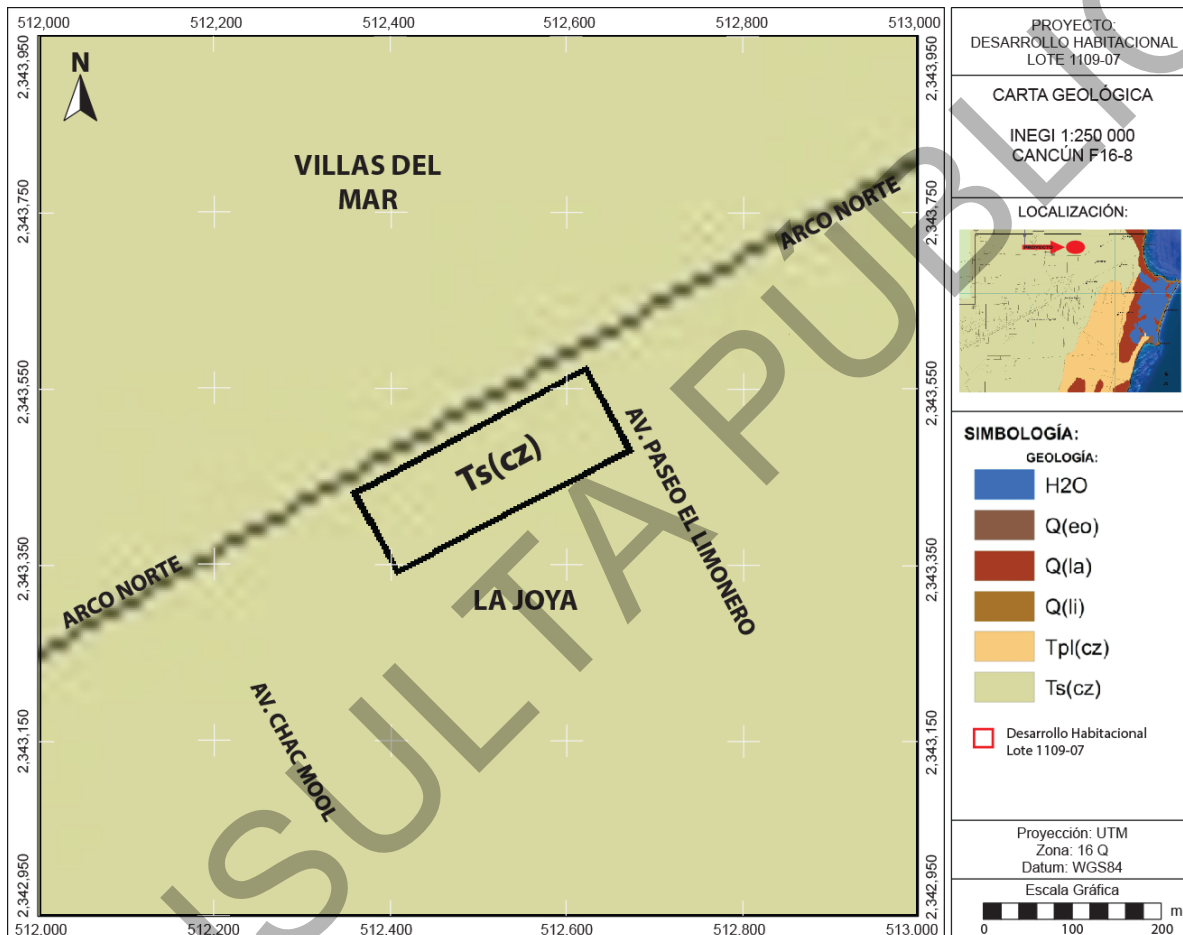 512,000 512,200 512,400 512,600 512,800 513,000
2,343,950
2,343,750
2,343,550
2,343,350
2,343,150
2,342,950
N
VILLAS DEL
MAR
ARCO NORTE
Ts(cz)
AV. PASEO EL LIMONERO
ARCO NORTE
LA JOYA
AV. CHAC MOOL
2,343,950
2,343,750
2,343,550
2,343,350
2,343,150
2,342,950
512,000 512,200 512,400 512,600 512,800 513,000
PROYECTO:
DESARROLLO HABITACIONAL
LOTE 1109-07
CARTA GEOLÓGICA
INEGI 1:250 000
CANCÚN F16-8
LOCALIZACIÓN:
PROYECTO
SIMBOLOGÍA:
GEOLOGÍA:
H2O
Q(eo)
Q(la)
Q(li)
Tpl(cz)
Ts(cz)
Desarrollo Habitacional
Lote 1109-07
Proyección: UTM
Zona: 16 Q
Datum: WGS84
Escala Gráfica
m
0 100 200
SULTA PÚBLIC